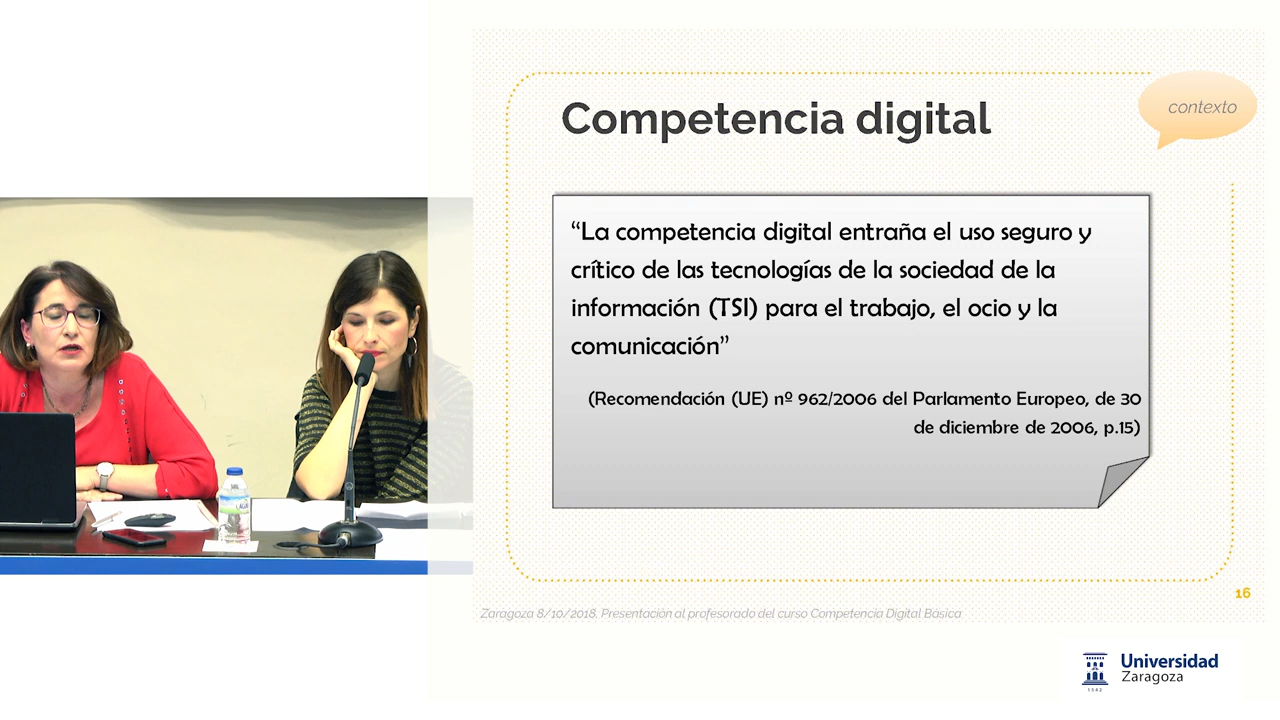 Competencia digital
contexto
“La competencia digital entraña el uso seguro y
crítico de las tecnologías de la sociedad de la
información (TSI) para el trabajo, el ocio y la
comunicación”
(Recomendación (UE) nº 962/2006 del Parlamento Europeo, de 30
de diciembre de 2006, p.15)
16
Zaragoza 8/10/2018. Presentación al profesorado del curso Competencia Digital Básica
Universidad
Zaragoza
1542